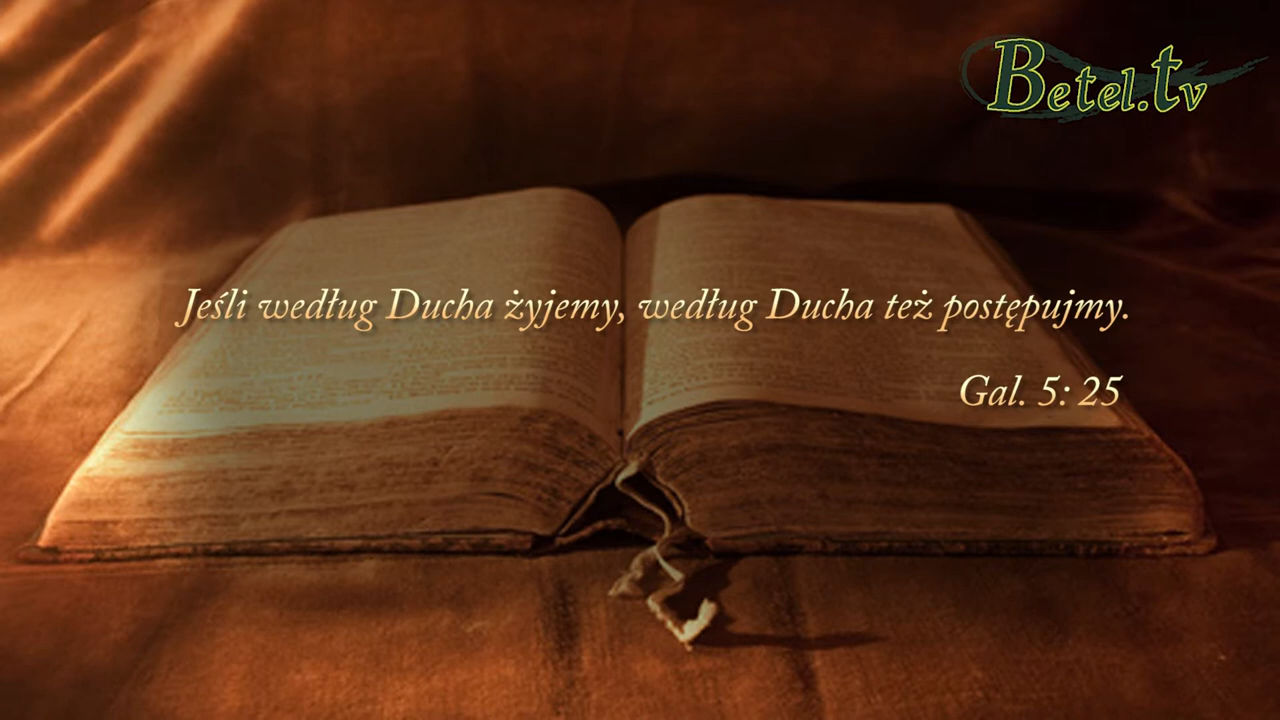 Betel.tv
Jeśli według Ducha żyjemy, według Ducha też postępujmy.
Gal. 5: 25